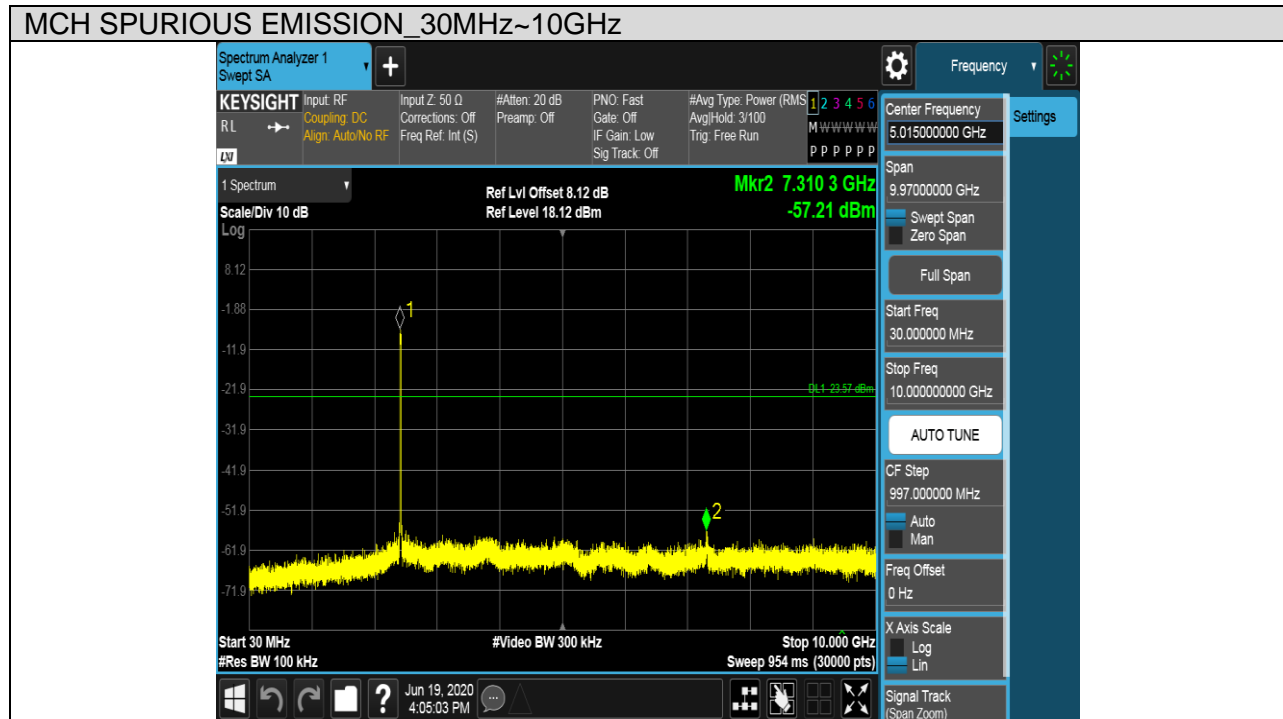 MCH SPURIOUS EMISSION_30MHz~10GHz
Spectrum Analyzer 1
Swept SA
+
Frequency
KEYSIGHT
RL
LXI
Input: RF
Coupling: DC
Align: Auto/No RF
Input Z: 50 Ω
Corrections: Off
Freq Ref: Int (S)
#Atten: 20 dB
Preamp: Off
PNO: Fast
Gate: Off
IF Gain: Low
Sig Track: Off
#Avg Type: Power (RMS
Avg|Hold: 3/100
Trig: Free Run
1 2 3 4 5 6
M W W W W W
P P P P P P
1 Spectrum
Scale/Div 10 dB
Ref Lvl Offset 8.12 dB
Ref Level 18.12 dBm
Mkr2 7.310 3 GHz
-57.21 dBm
Log
8.12
-1.88
-11.9
-21.9
-31.9
-41.9
-51.9
-61.9
-71.9
1
2
DL1 -23.57 dBm
Start 30 MHz
#Res BW 100 kHz
#Video BW 300 kHz
Stop 10.000 GHz
Sweep 954 ms (30000 pts)
?
Jun 19, 2020
4:05:03 PM
Center Frequency
5.015000000 GHz
Settings
Span
9.97000000 GHz
Swept Span
Zero Span
Full Span
Start Freq
30.000000 MHz
Stop Freq
10.000000000 GHz
AUTO TUNE
CF Step
997.000000 MHz
Auto
Man
Freq Offset
0 Hz
X Axis Scale
Log
Lin
Signal Track
(Span Zoom)